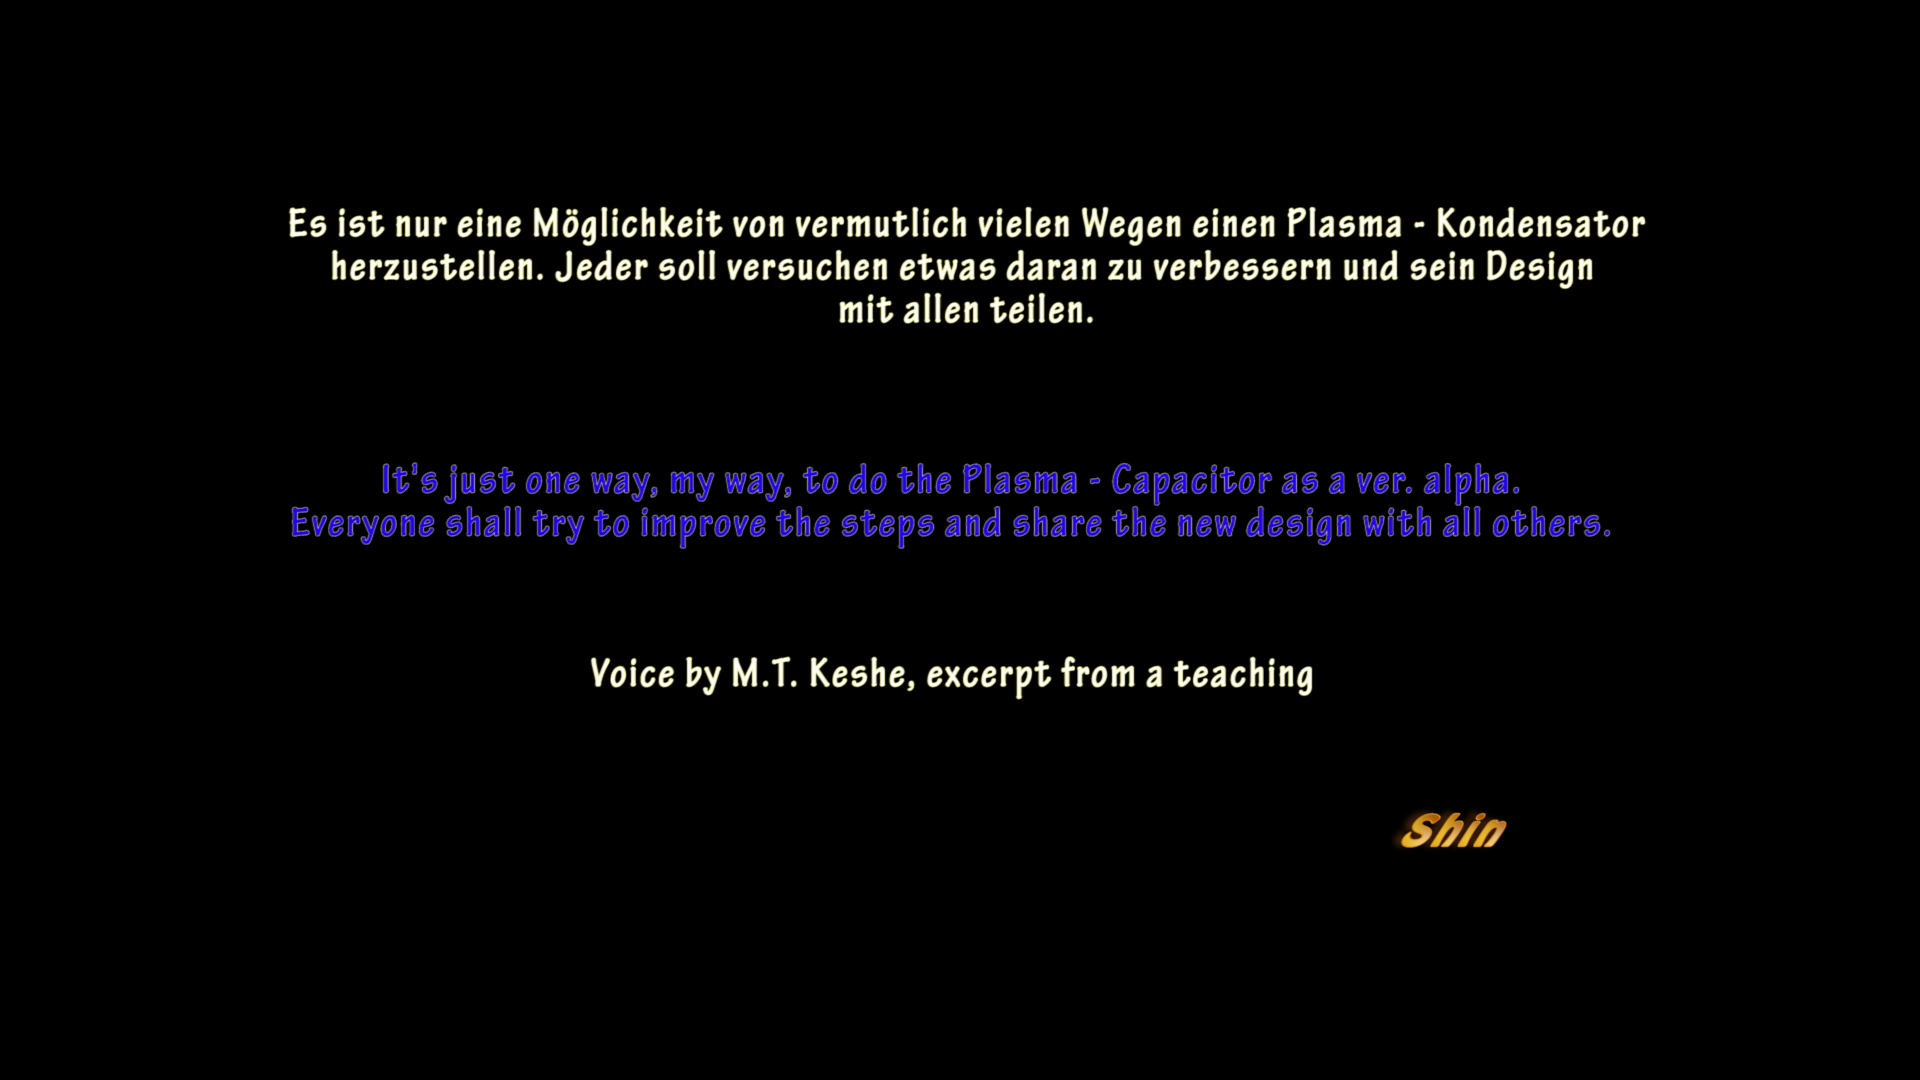 Es ist nur eine Möglichkeit von vermutlich vielen Wegen einen Plasma - Kondensator
herzustellen. Jeder soll versuchen etwas daran zu verbessern und sein Design
mit allen teilen.
It's just one way, my way, to do the Plasma - Capacitor as a ver. alpha.
Everyone shall try to improve the steps and share the new design with all others.
Voice by M.T. Keshe, excerpt from a teaching
Shin